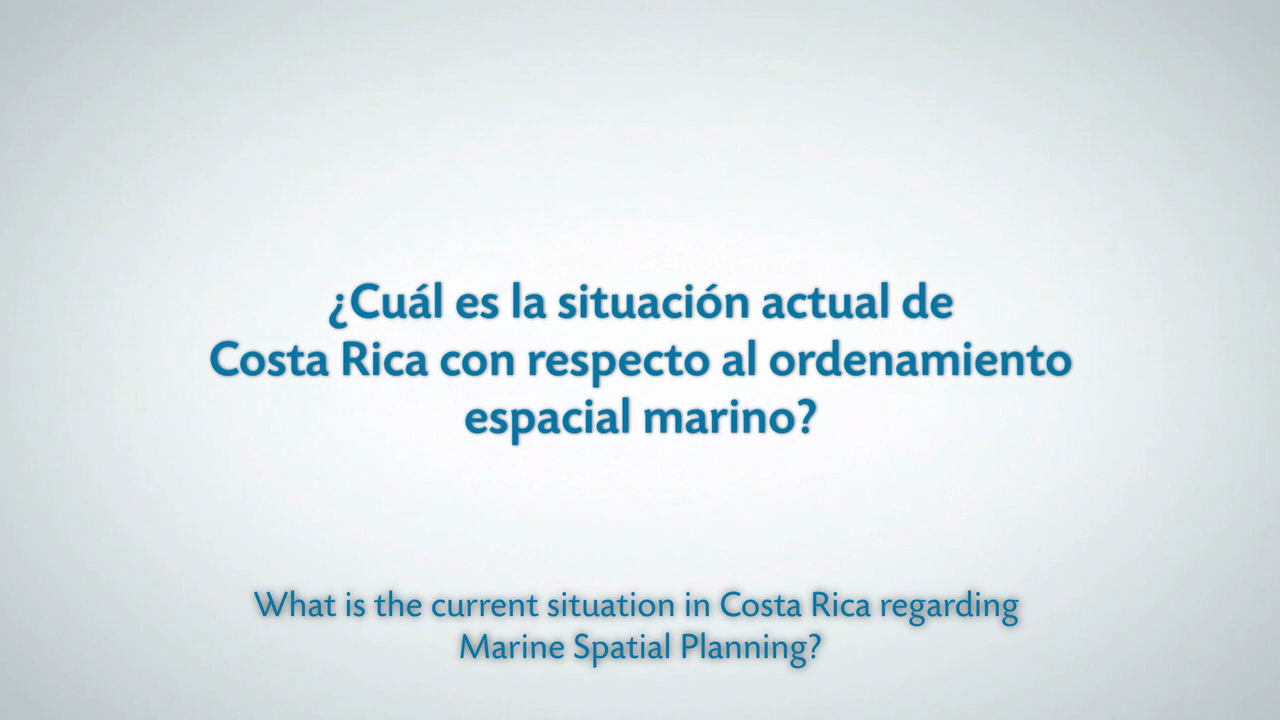 ¿Cuál es la situación actual de
Costa Rica con respecto al ordenamiento
espacial marino?
What is the current situation in Costa Rica regarding
Marine Spatial Planning?